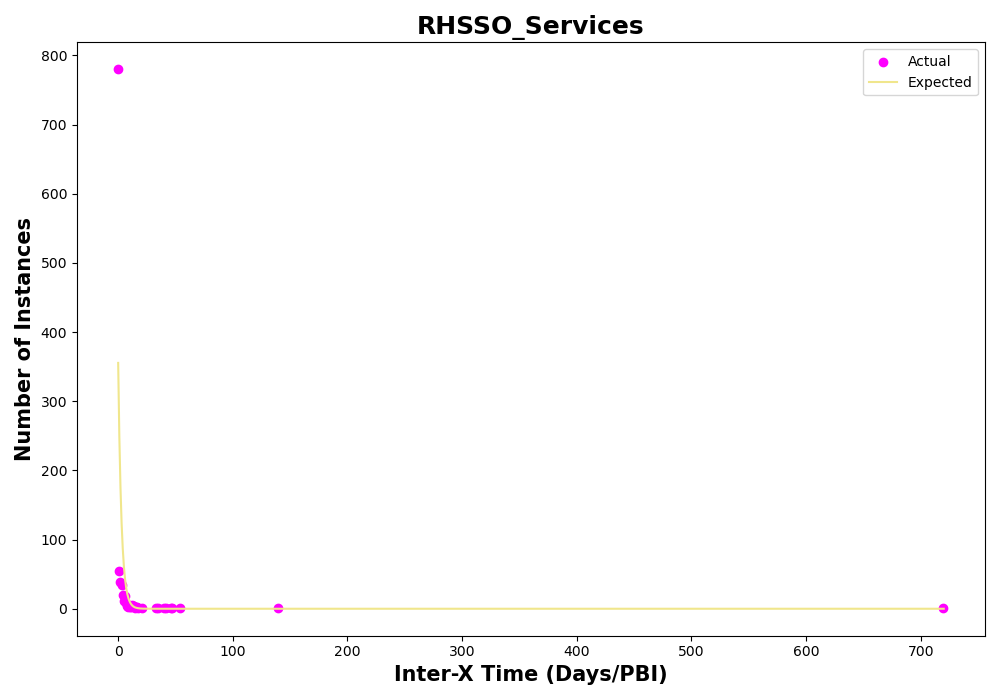 RHSSO_Services
Actual
Expected
Number of Instances
800
700
600
500
400
300
200
100
0
0 100 200 300 400 500 600 700
Inter-X Time (Days/PBI)